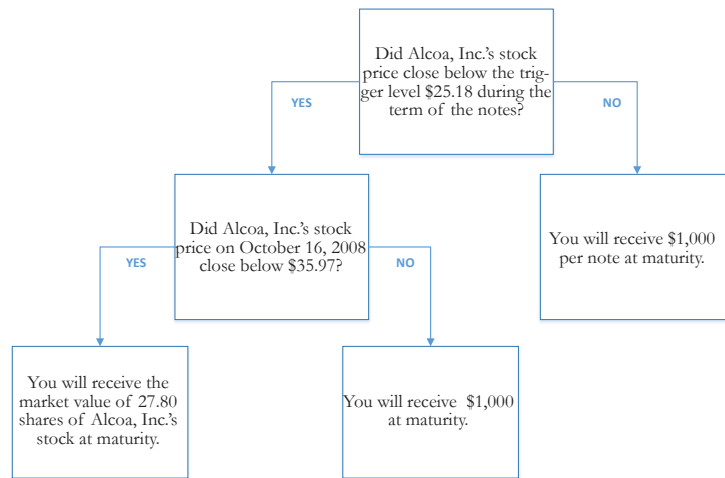 Did Alcoa, Inc.'s stock
price close below the trig-
ger level $25.18 during the
term of the notes?
YES
NO
Did Alcoa, Inc.'s stock
price on October 16, 2008
close below $35.97?
You will receive $1,000
per note at maturity.
YES
NO
You will receive the
market value of 27.80
shares of Alcoa, Inc.'s
stock at maturity.
You will receive $1,000
at maturity.